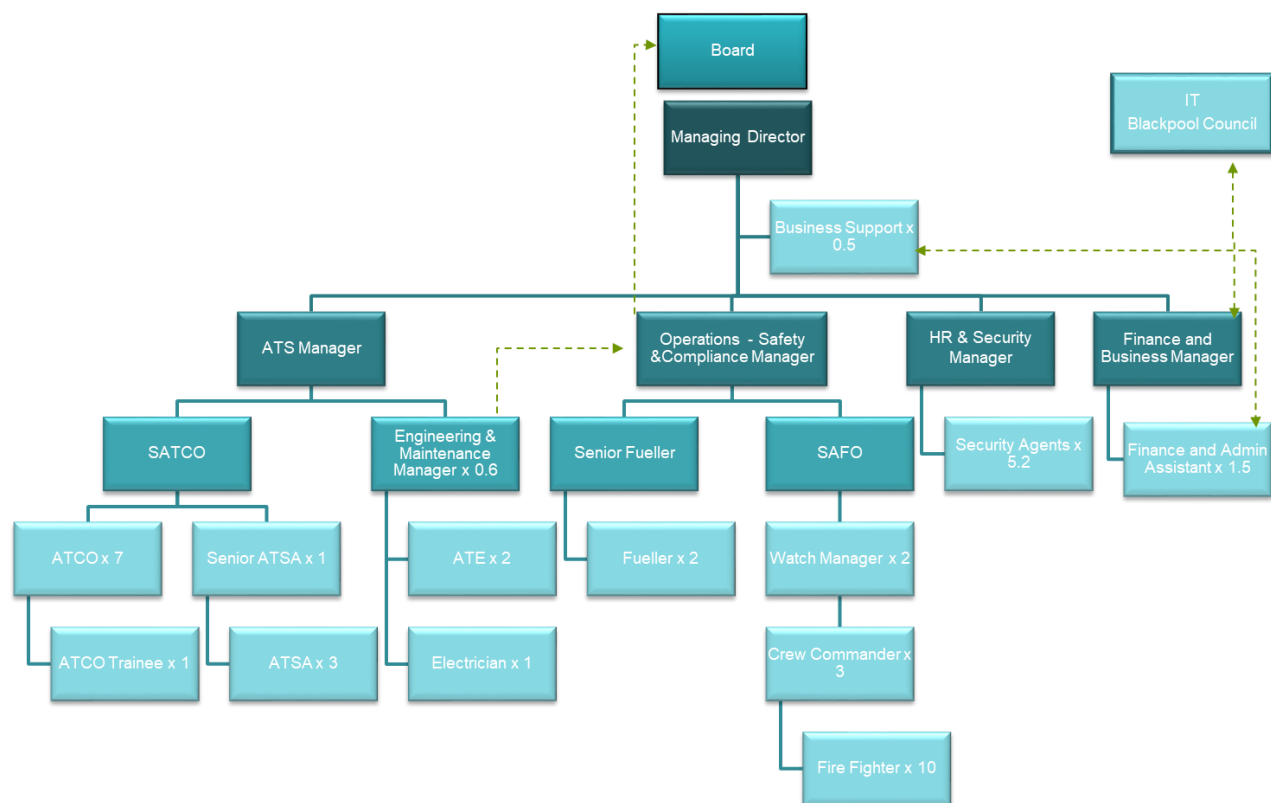 Board
IT
Blackpool Council
Managing Director
Business Support x
0.5
ATS Manager
Operations - Safety
&Compliance Manager
HR & Security
Manager
Finance and
Business Manager
SATCO
Engineering &
Maintenance
Manager x 0.6
Senior Fueller
SAFO
Security Agents x
5.2
Finance and Admin
Assistant x 1.5
ATCO x 7
Senior ATSA x 1
ATE x 2
Fueller x 2
Watch Manager x 2
ATCO Trainee x 1
ATSA x 3
Electrician x 1
Crew Commander x
3
Fire Fighter x 10